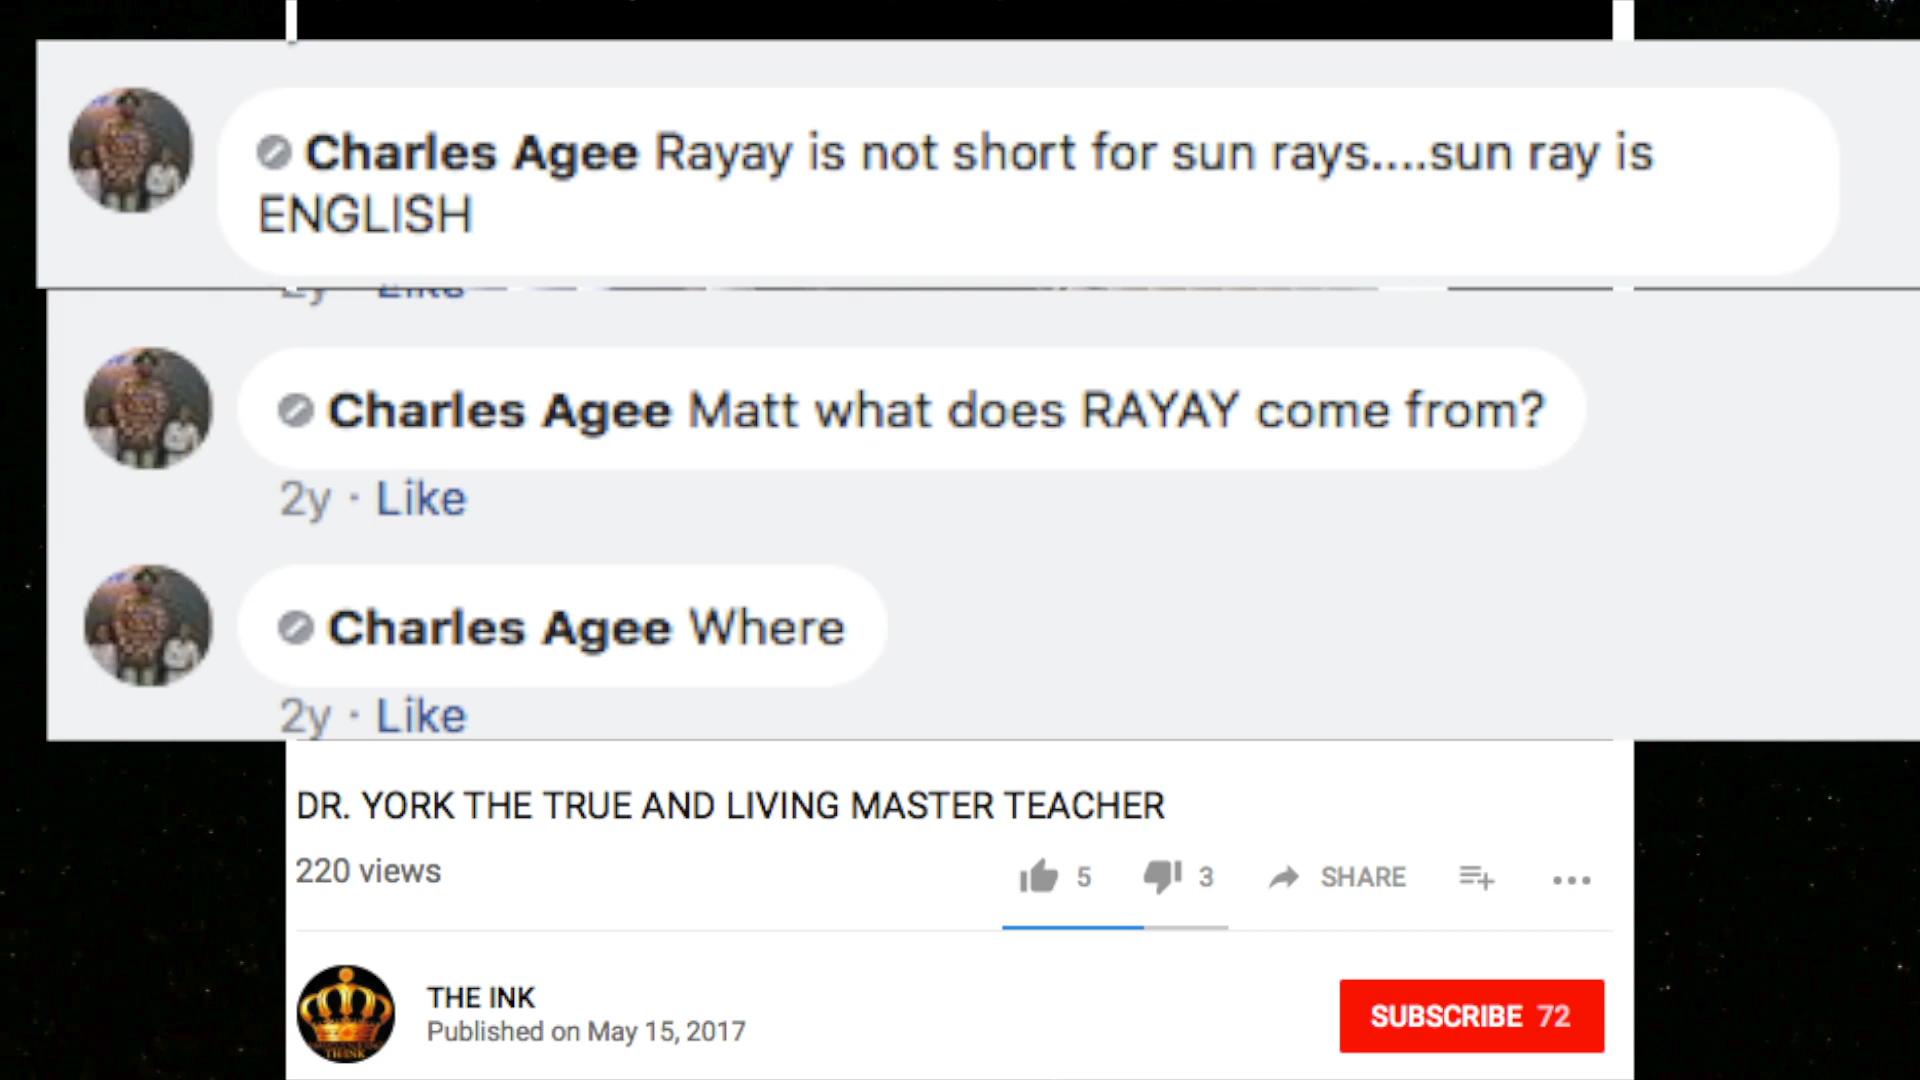 Charles Agee Rayay is not short for sun rays....sun ray is
ENGLISH
2y Like
Charles Agee Matt what does RAYAY come from?
2y · Like
Charles Agee Where
2y · Like
DR. YORK THE TRUE AND LIVING MASTER TEACHER
220 views
5 3 SHARE
THE INK
Published on May 15, 2017
SUBSCRIBE 72